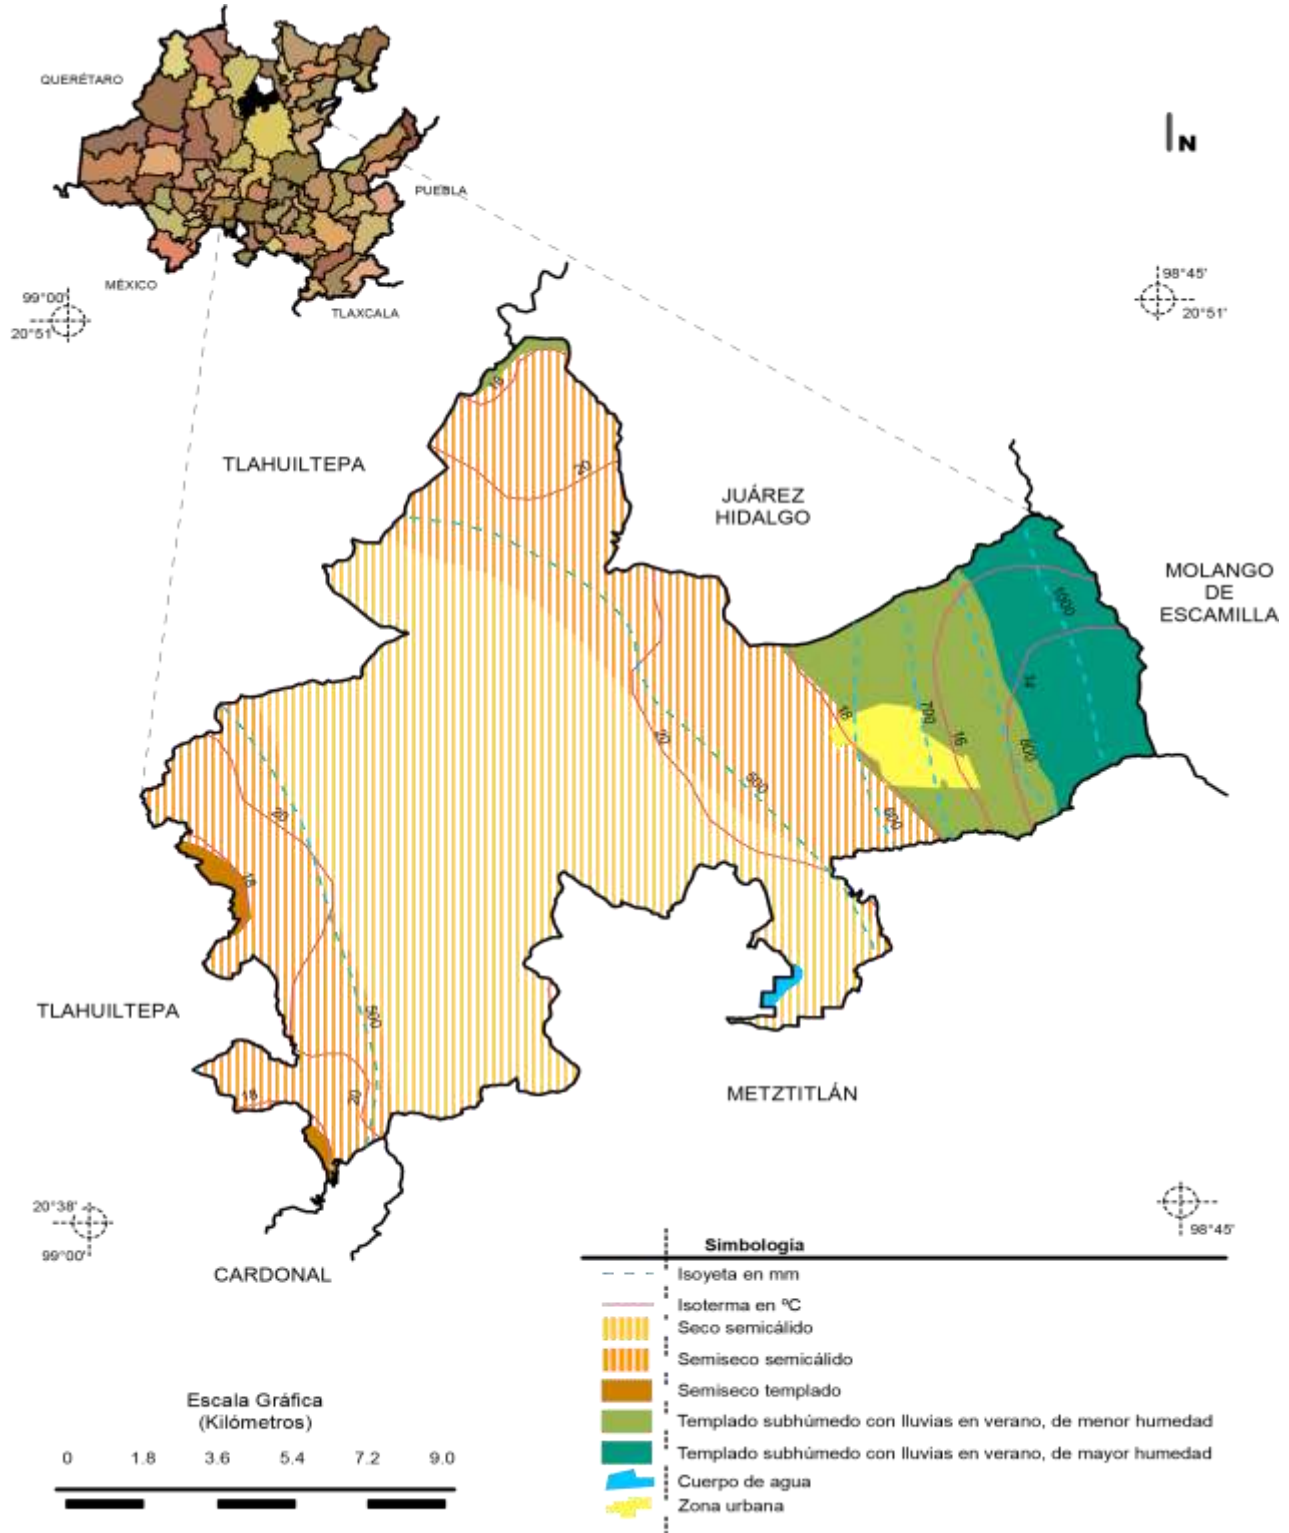 QUERÉTARO
N
PUEBLA
MÉXICO
TLAXCALA
99°00'
20°51'
98°45'
20°51'
18
TLAHUILTEPA
20
JUÁREZ
HIDALGO
MOLANGO
DE
ESCAMILLA
1000
14
18
700
16
800
20
500
600
20
18
TLAHUILTEPA
500
18
20
METZTITLÁN
20°38'
99°00'
98°45'
CARDONAL
Simbología
Isoyeta en mm
Isoterma en ºC
Seco semicálido
Semiseco semicálido
Semiseco templado
Templado subhúmedo con lluvias en verano, de menor humedad
Templado subhúmedo con lluvias en verano, de mayor humedad
Cuerpo de agua
Zona urbana
Escala Gráfica
(Kilómetros)
0 1.8 3.6 5.4 7.2 9.0